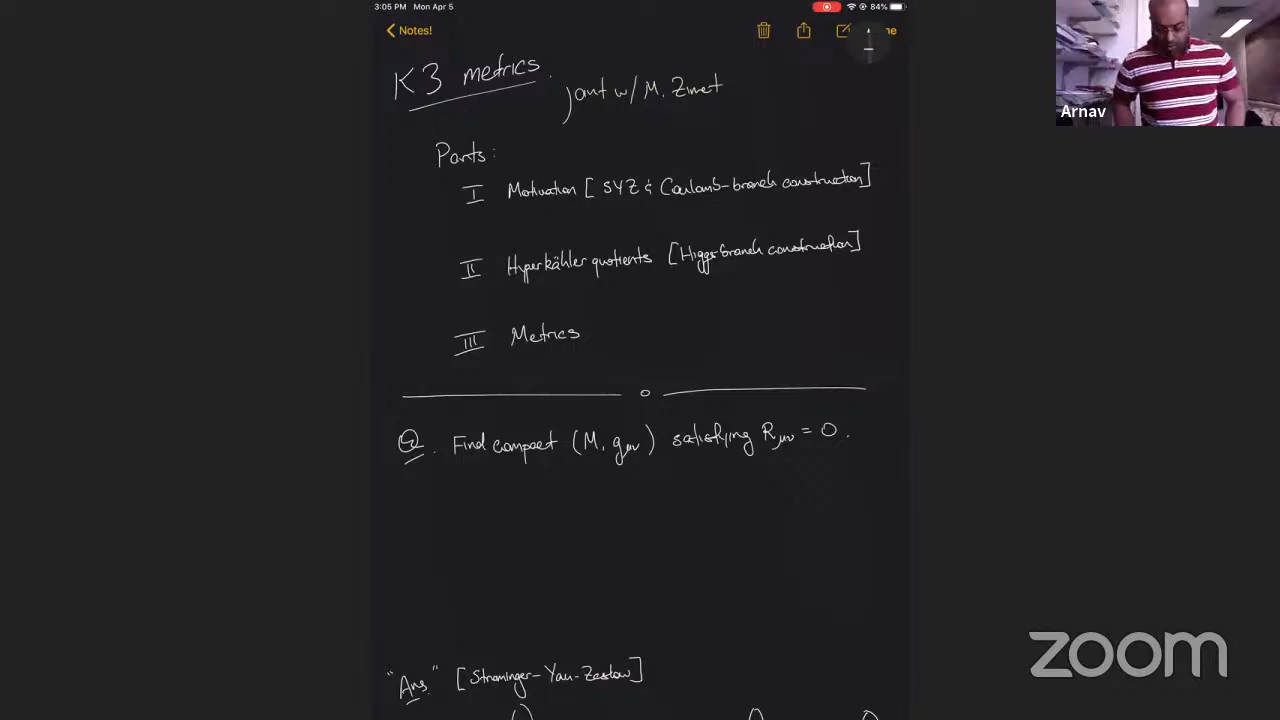 3:05 PM Mon Apr 5
84%
Notes!
K3 metrics.
joint w/ M. Zimet
Parts:
I Motivation [SYZ & Coulomb-branch construction]
II Hyperkähler quotients [Higgs-branch construction]
III Metrics
Q. Find compact (M, gμν) satisfying Rμν = 0.
"Ans." [Strominger-Yau-Zaslow]
Arnav
zoom